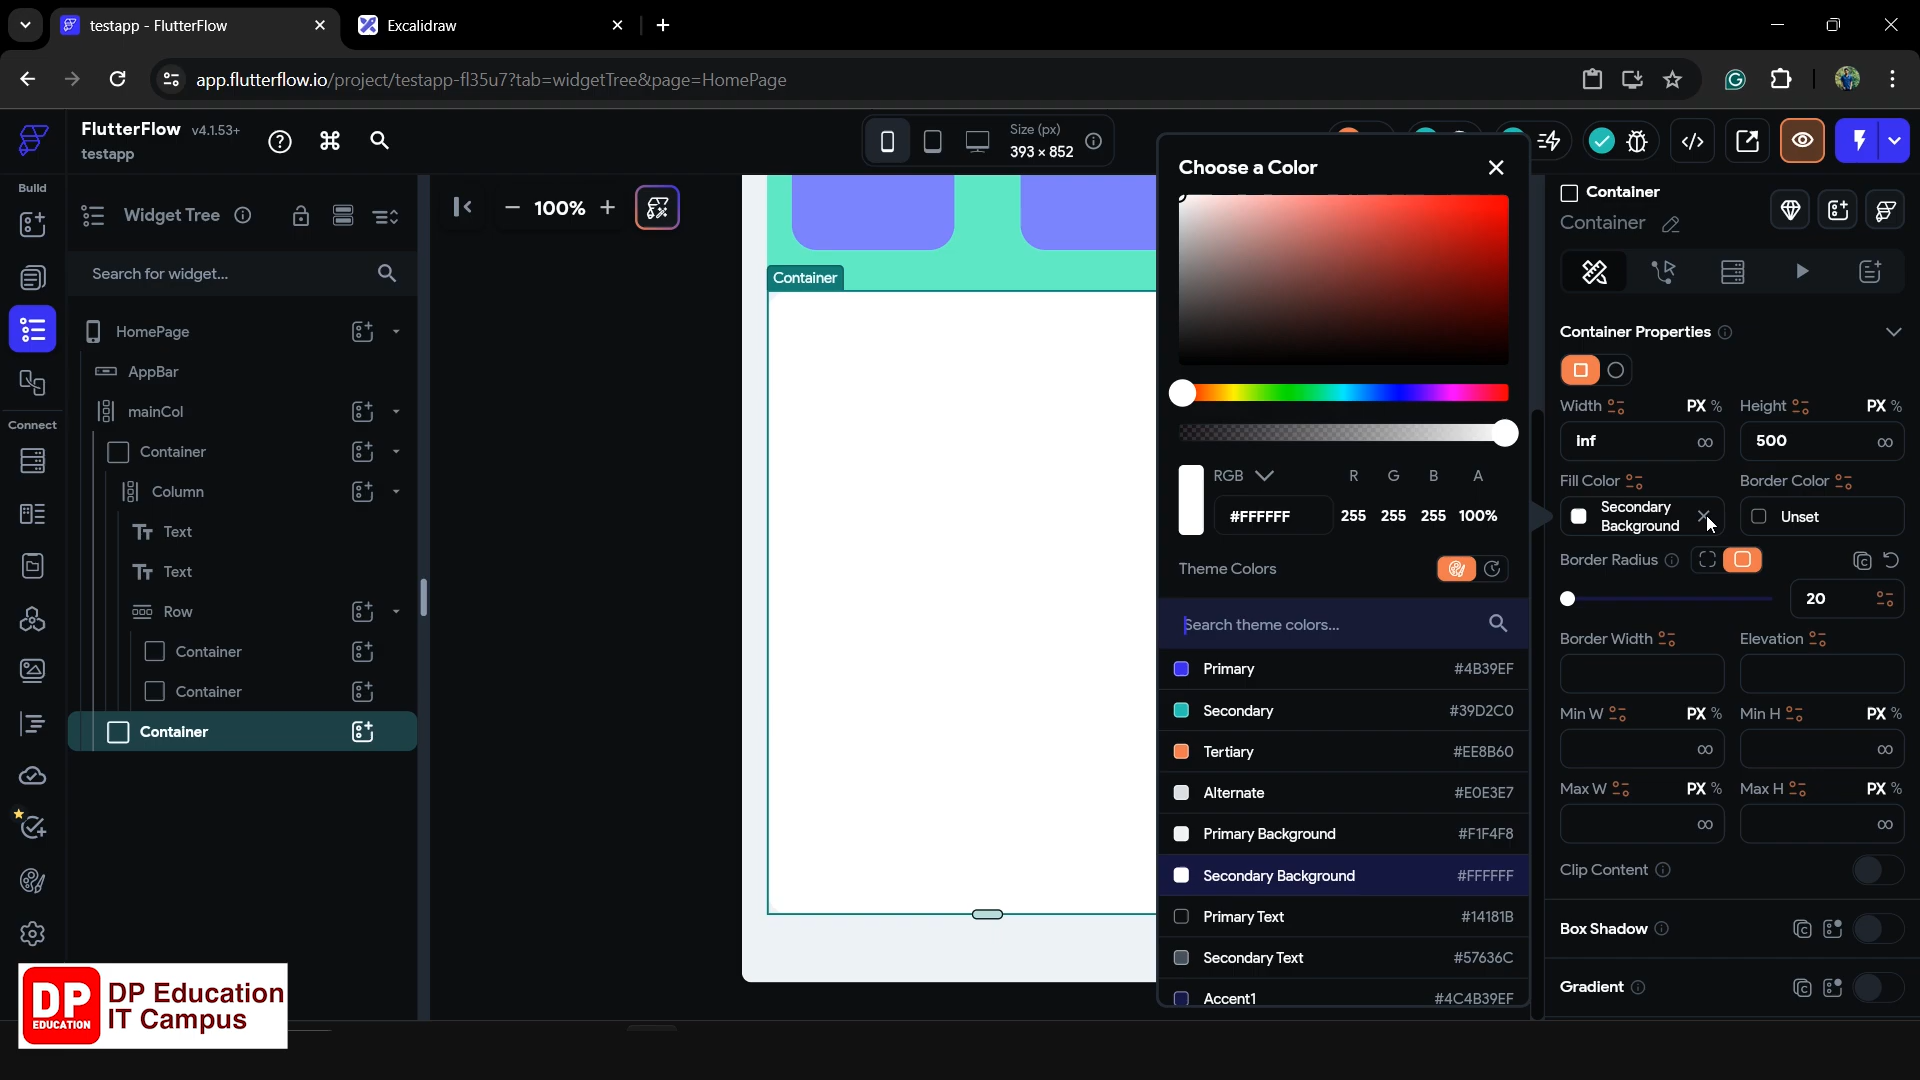 testapp - FlutterFlow
Excalidraw
app.flutterflow.io/project/testapp-fl35u7?tab=widgetTree&page=HomePage
FlutterFlow v4.1.53+
testapp
Size (px)
393 × 852
Build
Widget Tree
100%
Search for widget...
HomePage
AppBar
mainCol
Connect
Container
Column
Text
Text
Row
Container
Container
Container
Container
Choose a Color
RGB
R G B A
#FFFFFF 255 255 255 100%
Theme Colors
Search theme colors...
Primary #4B39EF
Secondary #39D2C0
Tertiary #EE8B60
Alternate #E0E3E7
Primary Background #F1F4F8
Secondary Background #FFFFFF
Primary Text #14181B
Secondary Text #57636C
Accent1 #4C4B39EF
Container
Container
Container Properties
Width PX % Height PX %
inf ∞ 500 ∞
Fill Color Border Color
Secondary
Background
Unset
Border Radius
20
Border Width Elevation
Min W PX % Min H PX %
∞ ∞
Max W PX % Max H PX %
∞ ∞
Clip Content
Box Shadow
Gradient
DP
EDUCATION
DP Education
IT Campus